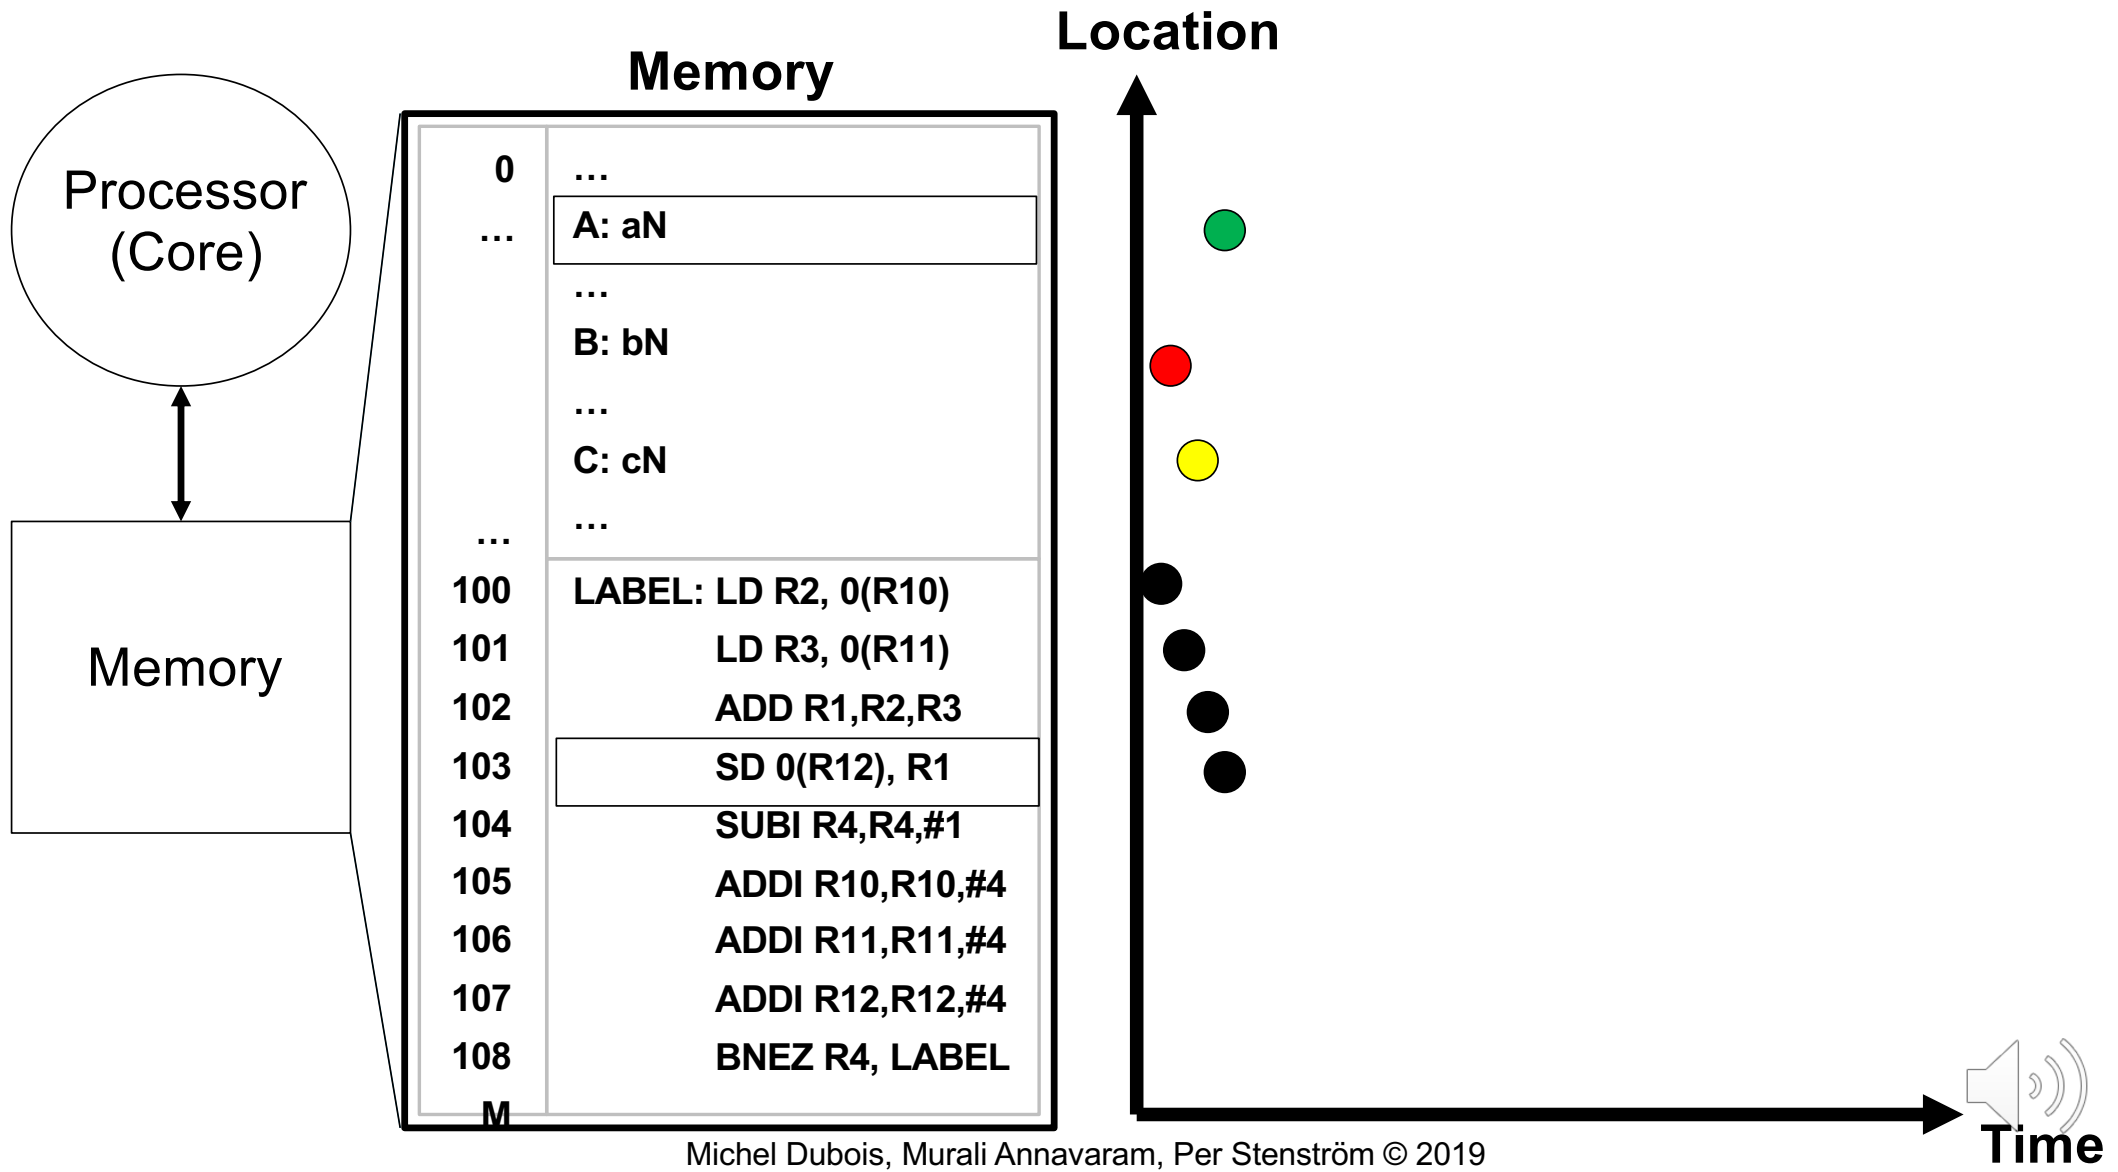 Location
Memory
Processor
(Core)
0 …
… A: aN
…
B: bN
…
C: cN
…
…
100 LABEL: LD R2, 0(R10)
101 LD R3, 0(R11)
102 ADD R1,R2,R3
103 SD 0(R12), R1
104 SUBI R4,R4,#1
105 ADDI R10,R10,#4
106 ADDI R11,R11,#4
107 ADDI R12,R12,#4
108 BNEZ R4, LABEL
M
Memory
Time
Michel Dubois, Murali Annavaram, Per Stenström © 2019